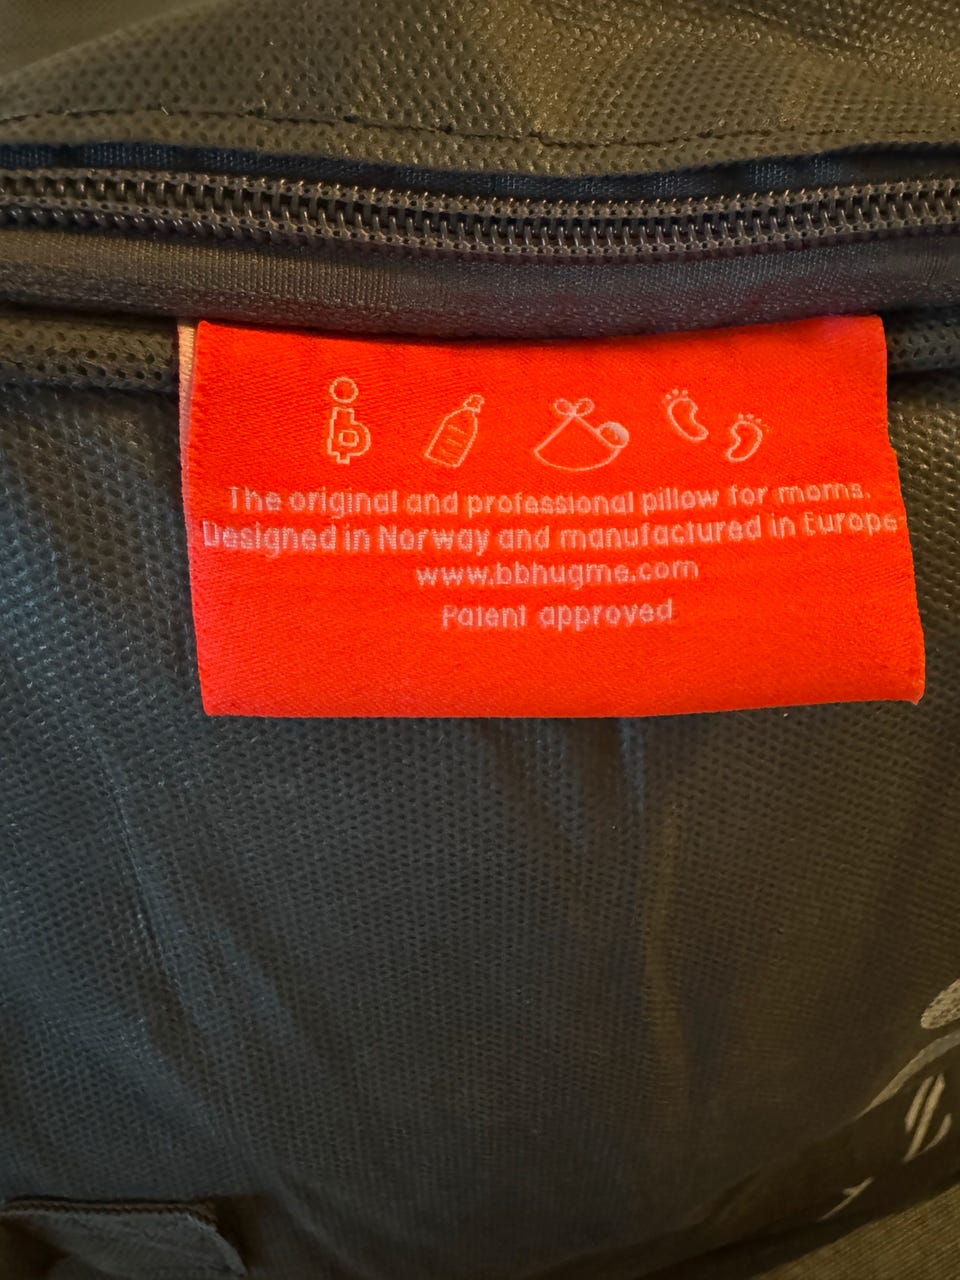 The original and professional pillow for moms.
Designed in Norway and manufactured in Europe
www.bbhugme.com
Patent approved